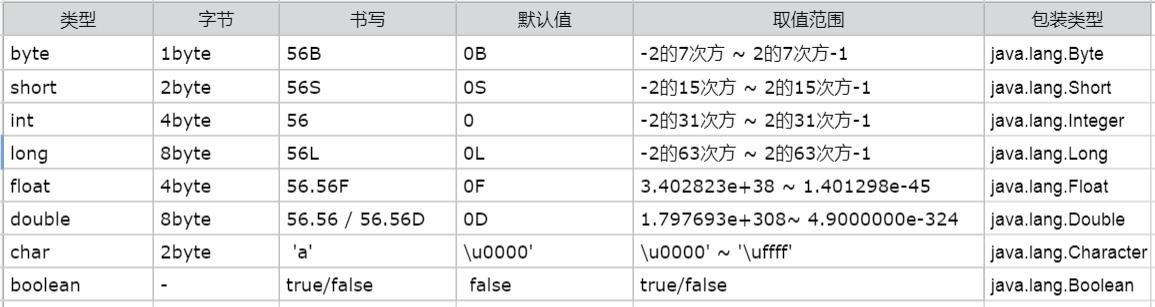 类型 字节 书写 默认值 取值范围 包装类型
byte 1byte 56B 0B -2的7次方 ~ 2的7次方-1 java.lang.Byte
short 2byte 56S 0S -2的15次方 ~ 2的15次方-1 java.lang.Short
int 4byte 56 0 -2的31次方 ~ 2的31次方-1 java.lang.Integer
long 8byte 56L 0L -2的63次方 ~ 2的63次方-1 java.lang.Long
float 4byte 56.56F 0F 3.402823e+38 ~ 1.401298e-45 java.lang.Float
double 8byte 56.56 / 56.56D 0D 1.797693e+308~ 4.9000000e-324 java.lang.Double
char 2byte 'a' \u0000' \u0000' ~ '\uffff' java.lang.Character
boolean - true/false false true/false java.lang.Boolean